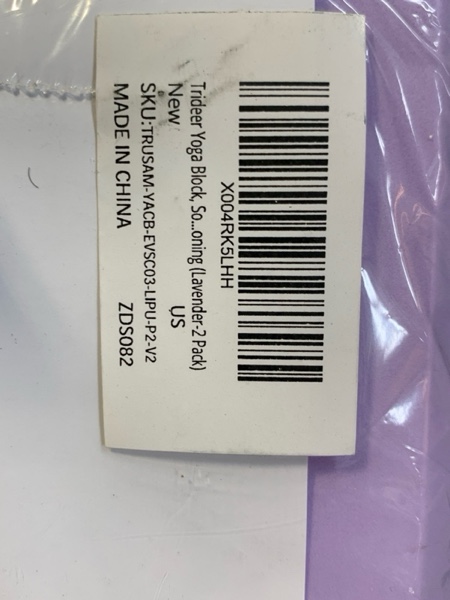 X004RK5LHH
Trideer Yoga Block, So...oning (Lavender-2 Pack)
New US
SKU:TRUSAM-YACB-EVSC03-LIPU-P2-V2
MADE IN CHINA ZDS082